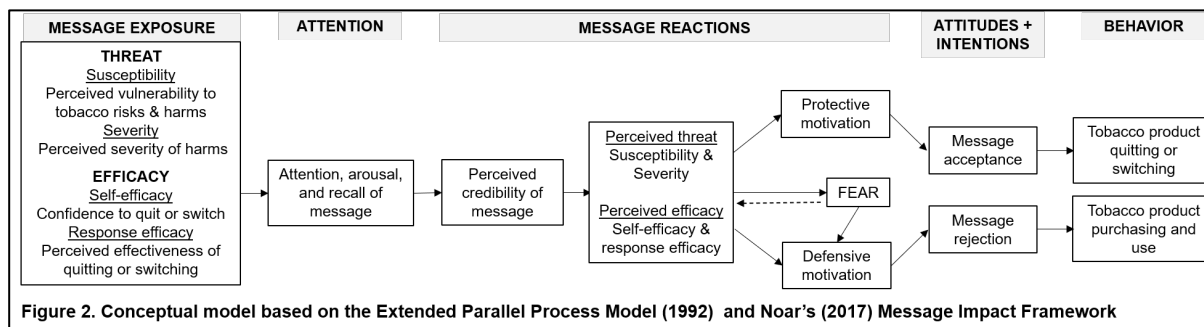 MESSAGE EXPOSURE
ATTENTION
MESSAGE REACTIONS
ATTITUDES +
INTENTIONS
BEHAVIOR
THREAT
Susceptibility
Perceived vulnerability to
tobacco risks & harms
Severity
Perceived severity of harms
EFFICACY
Self-efficacy
Confidence to quit or switch
Response efficacy
Perceived effectiveness of
quitting or switching
Attention, arousal,
and recall of
message
Perceived
credibility of
message
Perceived threat
Susceptibility &
Severity
Perceived efficacy
Self-efficacy &
response efficacy
Protective
motivation
FEAR
Defensive
motivation
Message
acceptance
Message
rejection
Tobacco product
quitting or
switching
Tobacco product
purchasing and
use
Figure 2. Conceptual model based on the Extended Parallel Process Model (1992) and Noar’s (2017) Message Impact Framework